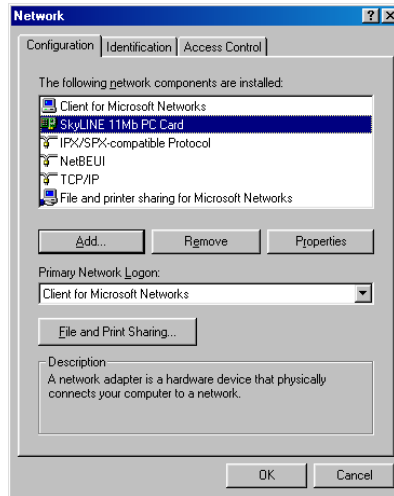 Network
Configuration Identification Access Control
The following network components are installed:
Client for Microsoft Networks
SkyLINE 11Mb PC Card
IPX/SPX-compatible Protocol
NetBEUI
TCP/IP
File and printer sharing for Microsoft Networks
Add... Remove Properties
Primary Network Logon:
Client for Microsoft Networks
File and Print Sharing...
Description
A network adapter is a hardware device that physically
connects your computer to a network.
OK Cancel